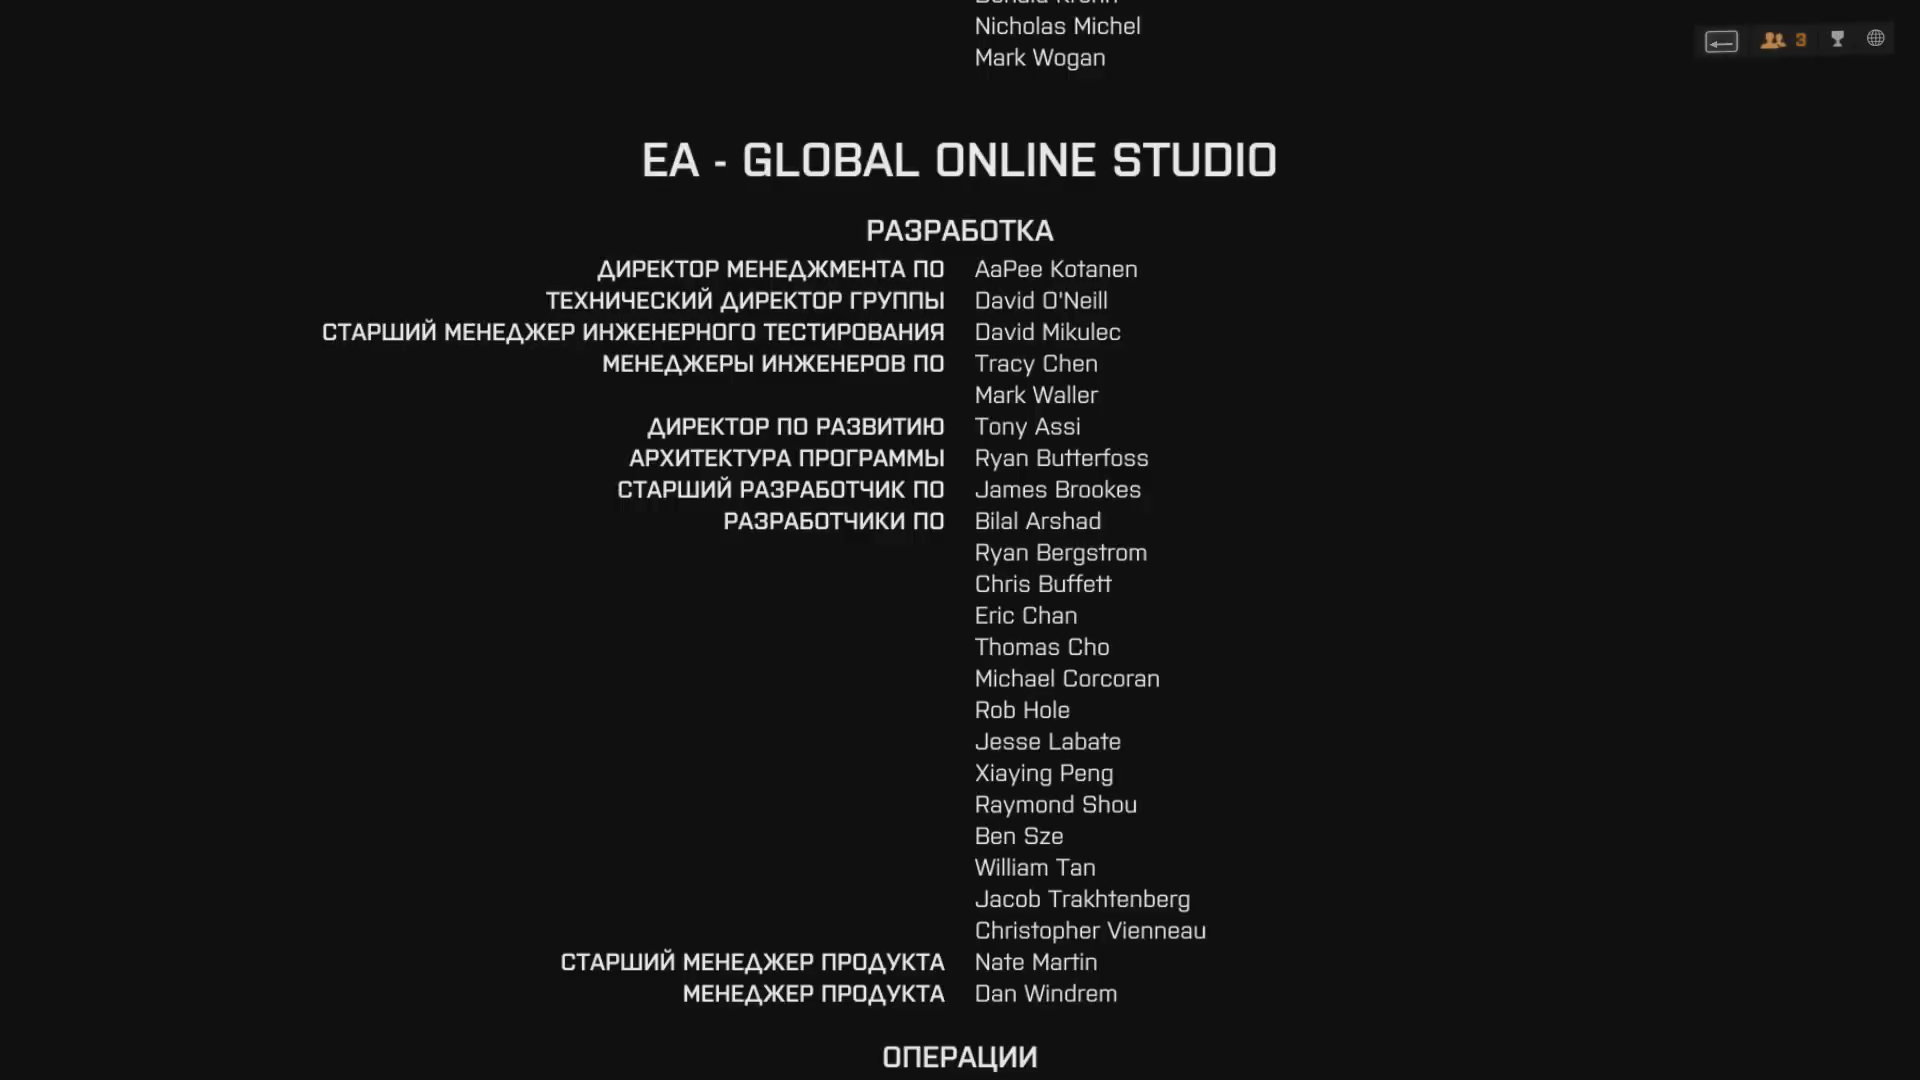 Nicholas Michel
Mark Wogan
3
EA - GLOBAL ONLINE STUDIO
РАЗРАБОТКА
ДИРЕКТОР МЕНЕДЖМЕНТА ПО AaPee Kotanen
ТЕХНИЧЕСКИЙ ДИРЕКТОР ГРУППЫ David O'Neill
СТАРШИЙ МЕНЕДЖЕР ИНЖЕНЕРНОГО ТЕСТИРОВАНИЯ David Mikulec
МЕНЕДЖЕРЫ ИНЖЕНЕРОВ ПО Tracy Chen
Mark Waller
ДИРЕКТОР ПО РАЗВИТИЮ Tony Assi
АРХИТЕКТУРА ПРОГРАММЫ Ryan Butterfoss
СТАРШИЙ РАЗРАБОТЧИК ПО James Brookes
РАЗРАБОТЧИКИ ПО Bilal Arshad
Ryan Bergstrom
Chris Buffett
Eric Chan
Thomas Cho
Michael Corcoran
Rob Hole
Jesse Labate
Xiaying Peng
Raymond Shou
Ben Sze
William Tan
Jacob Trakhtenberg
Christopher Vienneau
СТАРШИЙ МЕНЕДЖЕР ПРОДУКТА Nate Martin
МЕНЕДЖЕР ПРОДУКТА Dan Windrem
ОПЕРАЦИИ